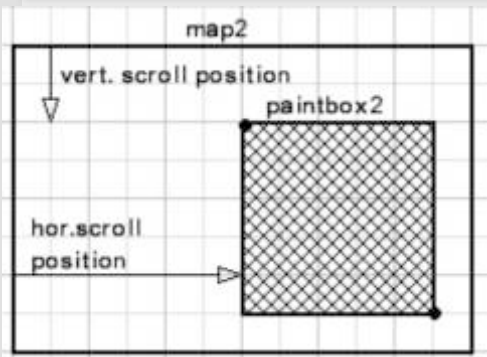 map2
vert. scroll position
paintbox2
hor.scroll
position